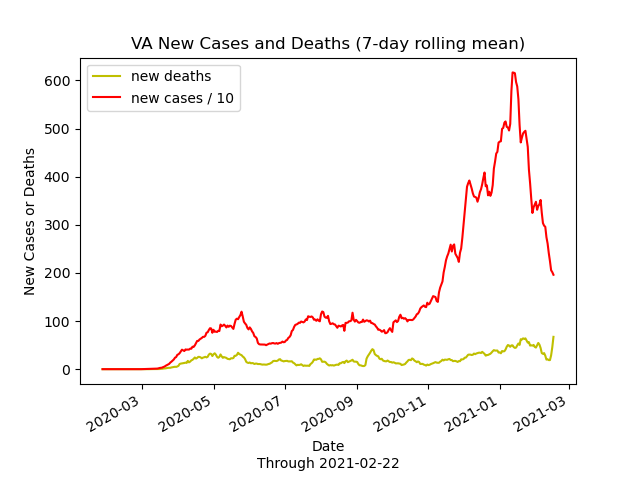 VA New Cases and Deaths (7-day rolling mean)
new deaths
new cases / 10
New Cases or Deaths
600
500
400
300
200
100
0
2020-03
2020-05
2020-07
2020-09
2020-11
2021-01
2021-03
Date
Through 2021-02-22